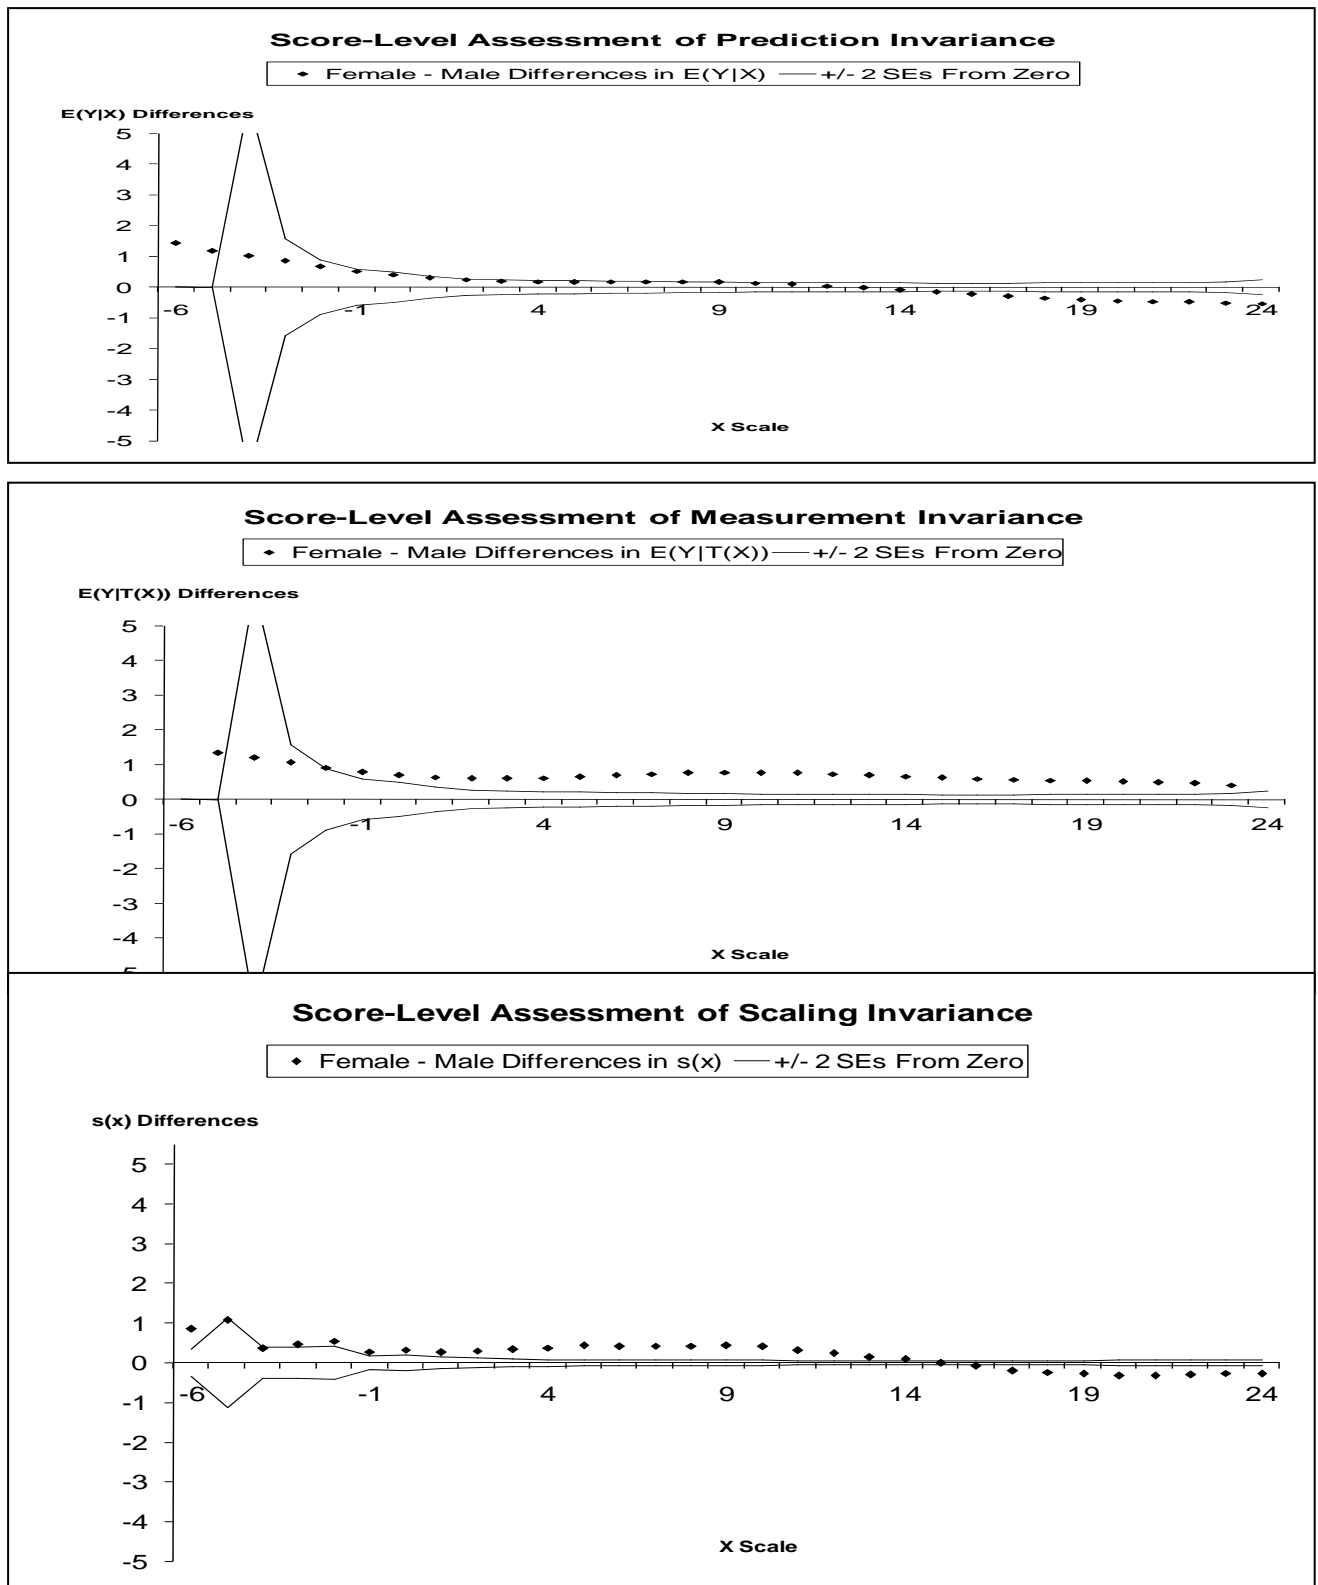 Score-Level Assessment of Prediction Invariance
Female - Male Differences in E(Y|X) +/- 2 SEs From Zero
E(Y|X) Differences
5
4
3
2
1
0
-6 -1 4 9 14 19 24
-1
-2
-3
-4
X Scale
-5
Score-Level Assessment of Measurement Invariance
Female - Male Differences in E(Y|T(X)) +/- 2 SEs From Zero
E(Y|T(X)) Differences
5
4
3
2
1
0
-6 -1 4 9 14 19 24
-1
-2
-3
-4
X Scale
Score-Level Assessment of Scaling Invariance
Female - Male Differences in s(x) +/- 2 SEs From Zero
s(x) Differences
5
4
3
2
1
0
-6 -1 4 9 14 19 24
-1
-2
-3
-4
X Scale
-5